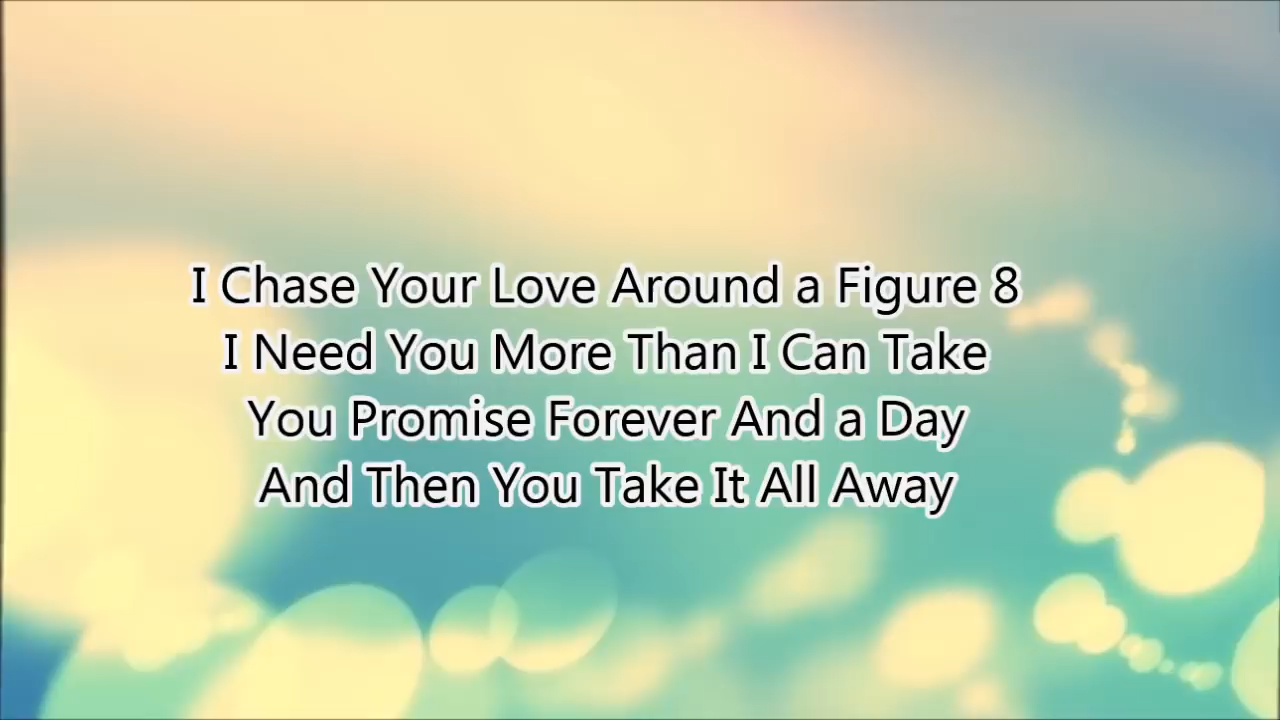 I Chase Your Love Around a Figure 8
I Need You More Than I Can Take
You Promise Forever And a Day
And Then You Take It All Away